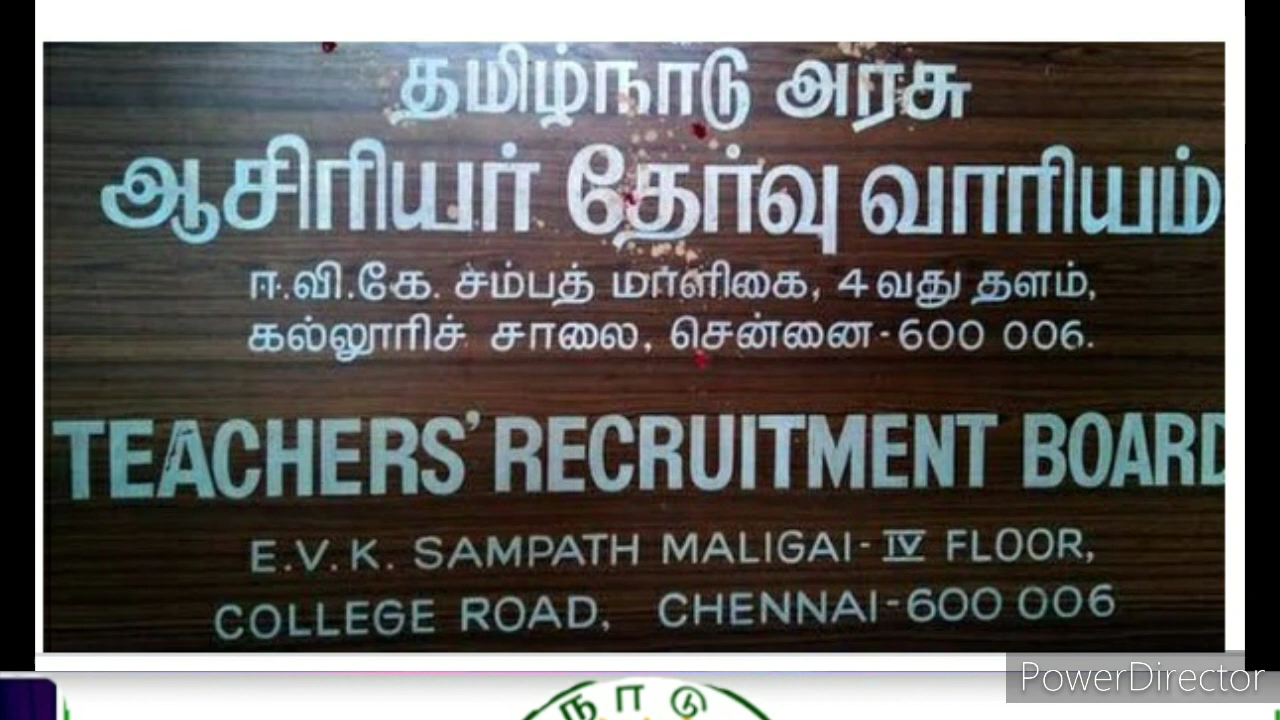 தமிழ்நாடு அரசு
ஆசிரியர் தேர்வு வாரியம்
ஈ.வி.கே. சம்பத் மாளிகை, 4 வது தளம்,
கல்லூரிச் சாலை, சென்னை-600 006.
TEACHERS' RECRUITMENT BOARD
E.V.K. SAMPATH MALIGAI-IV FLOOR,
COLLEGE ROAD, CHENNAI-600 006
PowerDirector
நாடு